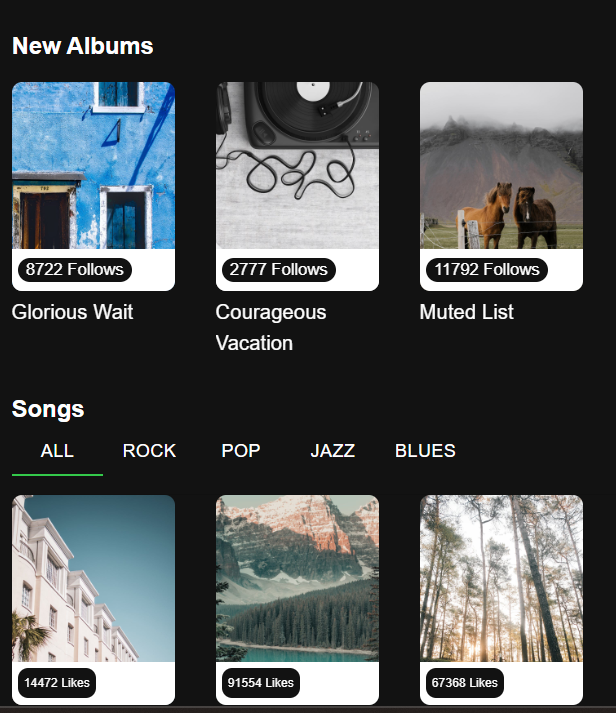 New Albums
8722 Follows
2777 Follows
11792 Follows
Glorious Wait
Courageous
Vacation
Muted List
Songs
ALL
ROCK
POP
JAZZ
BLUES
14472 Likes
91554 Likes
67368 Likes